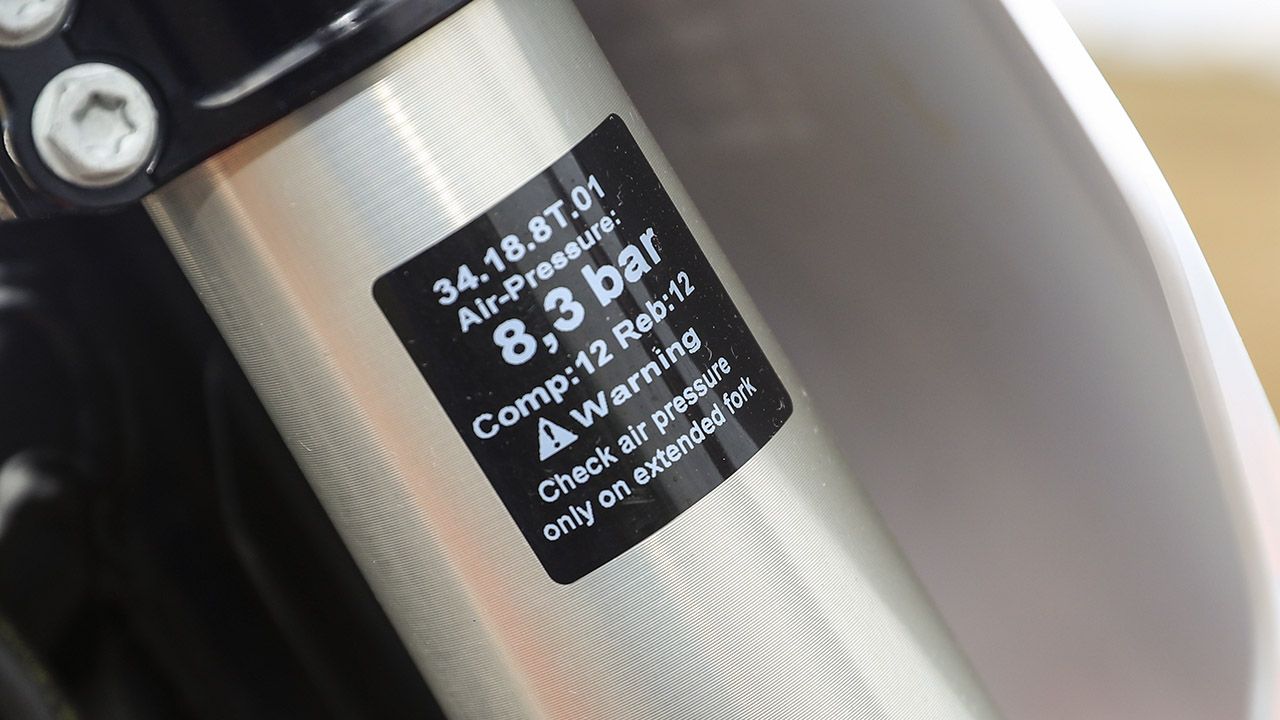 34.18.8T.01
Air-Pressure:
8,3 bar
Comp:12 Reb:12
Warning
Check air pressure
only on extended fork